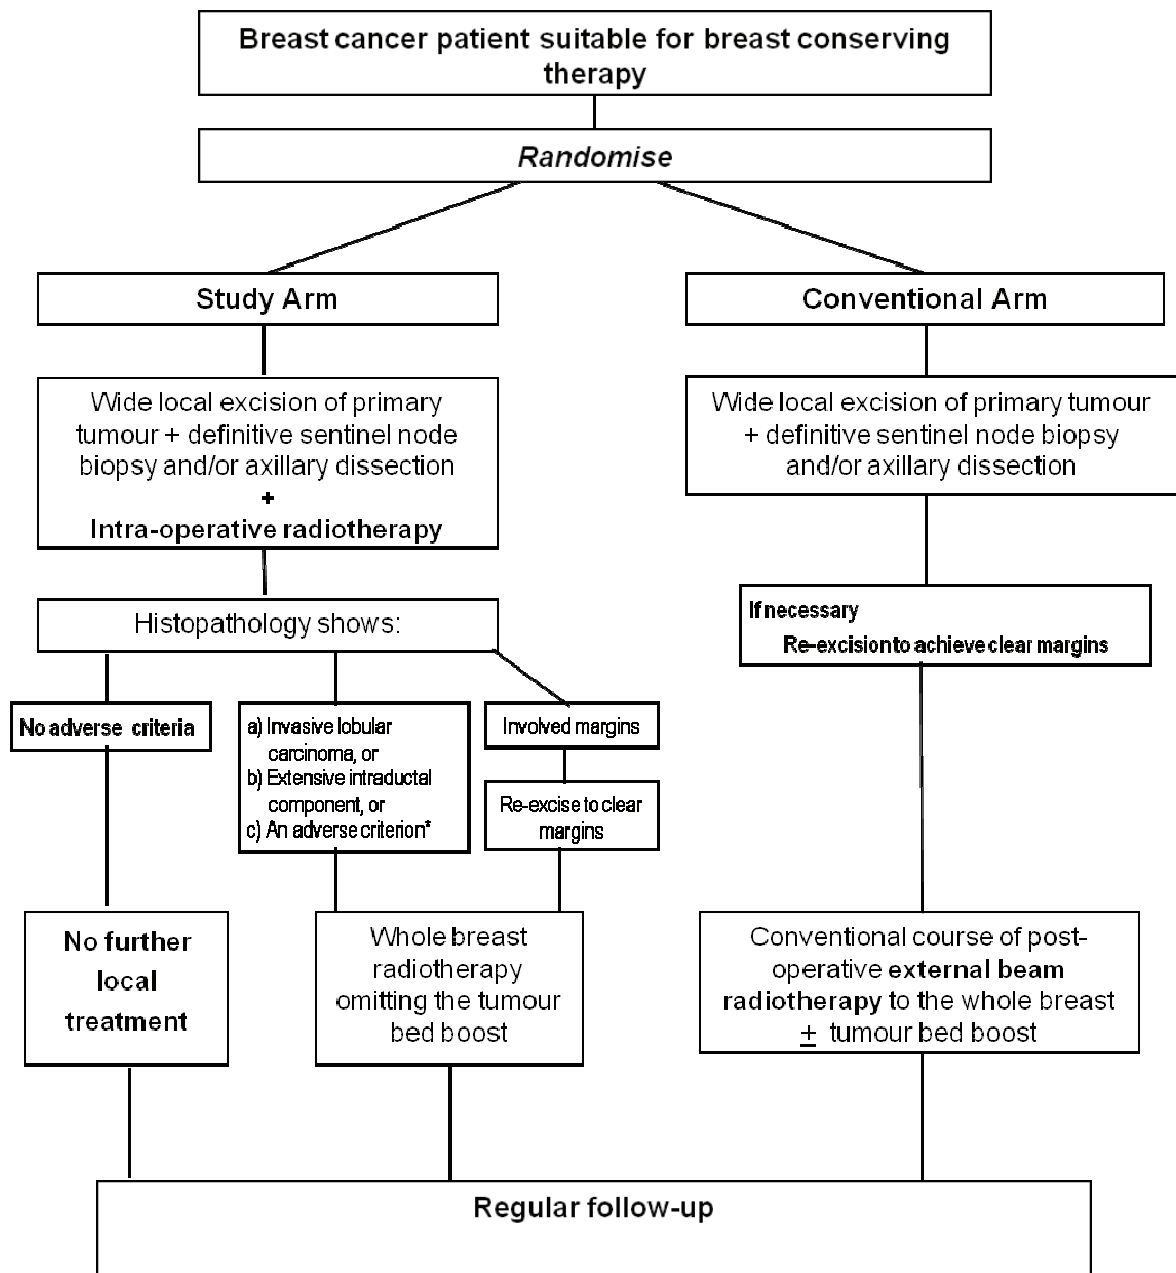 Breast cancer patient suitable for breast conserving
therapy
Randomise
Study Arm
Conventional Arm
Wide local excision of primary
tumour + definitive sentinel node
biopsy and/or axillary dissection
+
Intra-operative radiotherapy
Wide local excision of primary tumour
+ definitive sentinel node biopsy
and/or axillary dissection
If necessary
Re-excision to achieve clear margins
Histopathology shows:
No adverse criteria
a) Invasive lobular
carcinoma, or
b) Extensive intraductal
component, or
c) An adverse criterion*
Involved margins
Re-excise to clear
margins
No further
local
treatment
Whole breast
radiotherapy
omitting the tumour
bed boost
Conventional course of post-
operative external beam
radiotherapy to the whole breast
± tumour bed boost
Regular follow-up